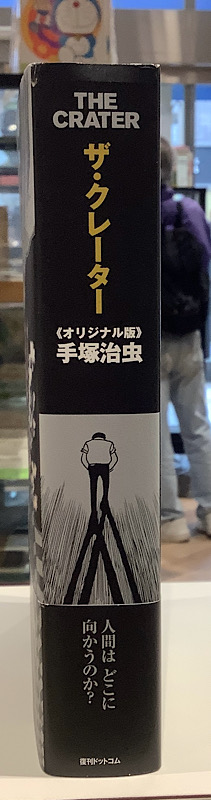 THE
CRATER
ザ・クレーター
《オリジナル版》
手塚治虫
人間は どこに
向かうのか？
復刊ドットコム